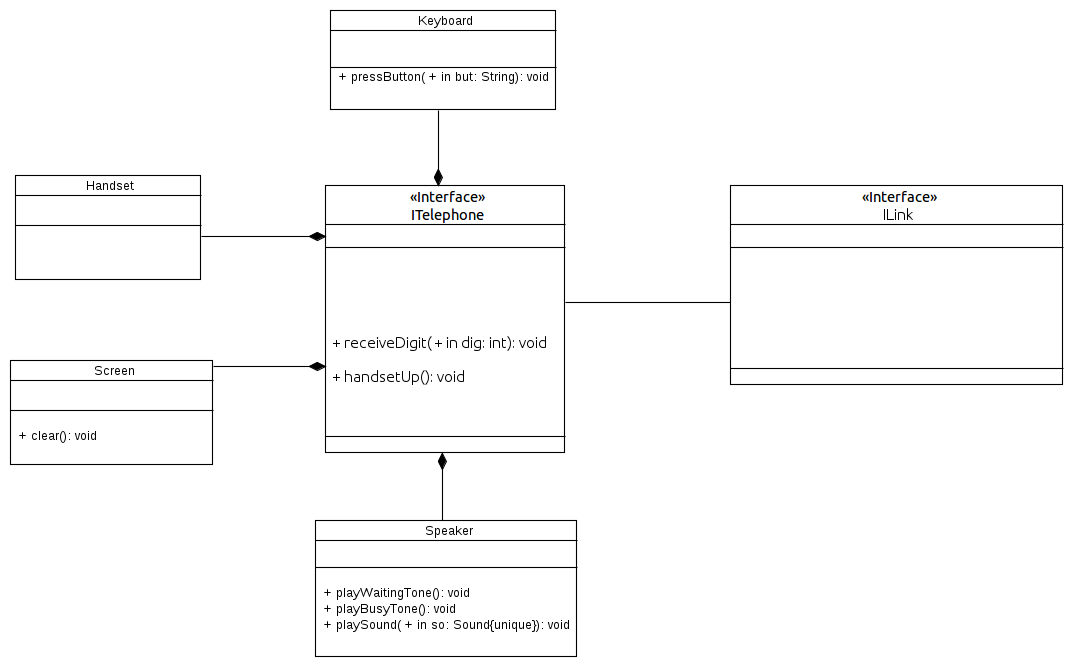 Keyboard
+ pressButton( + in but: String): void
Handset
«Interface»
ITelephone
+ receiveDigit( + in dig: int): void
+ handsetUp(): void
«Interface»
ILink
Screen
+ clear(): void
Speaker
+ playWaitingTone(): void
+ playBusyTone(): void
+ playSound( + in so: Sound{unique}): void